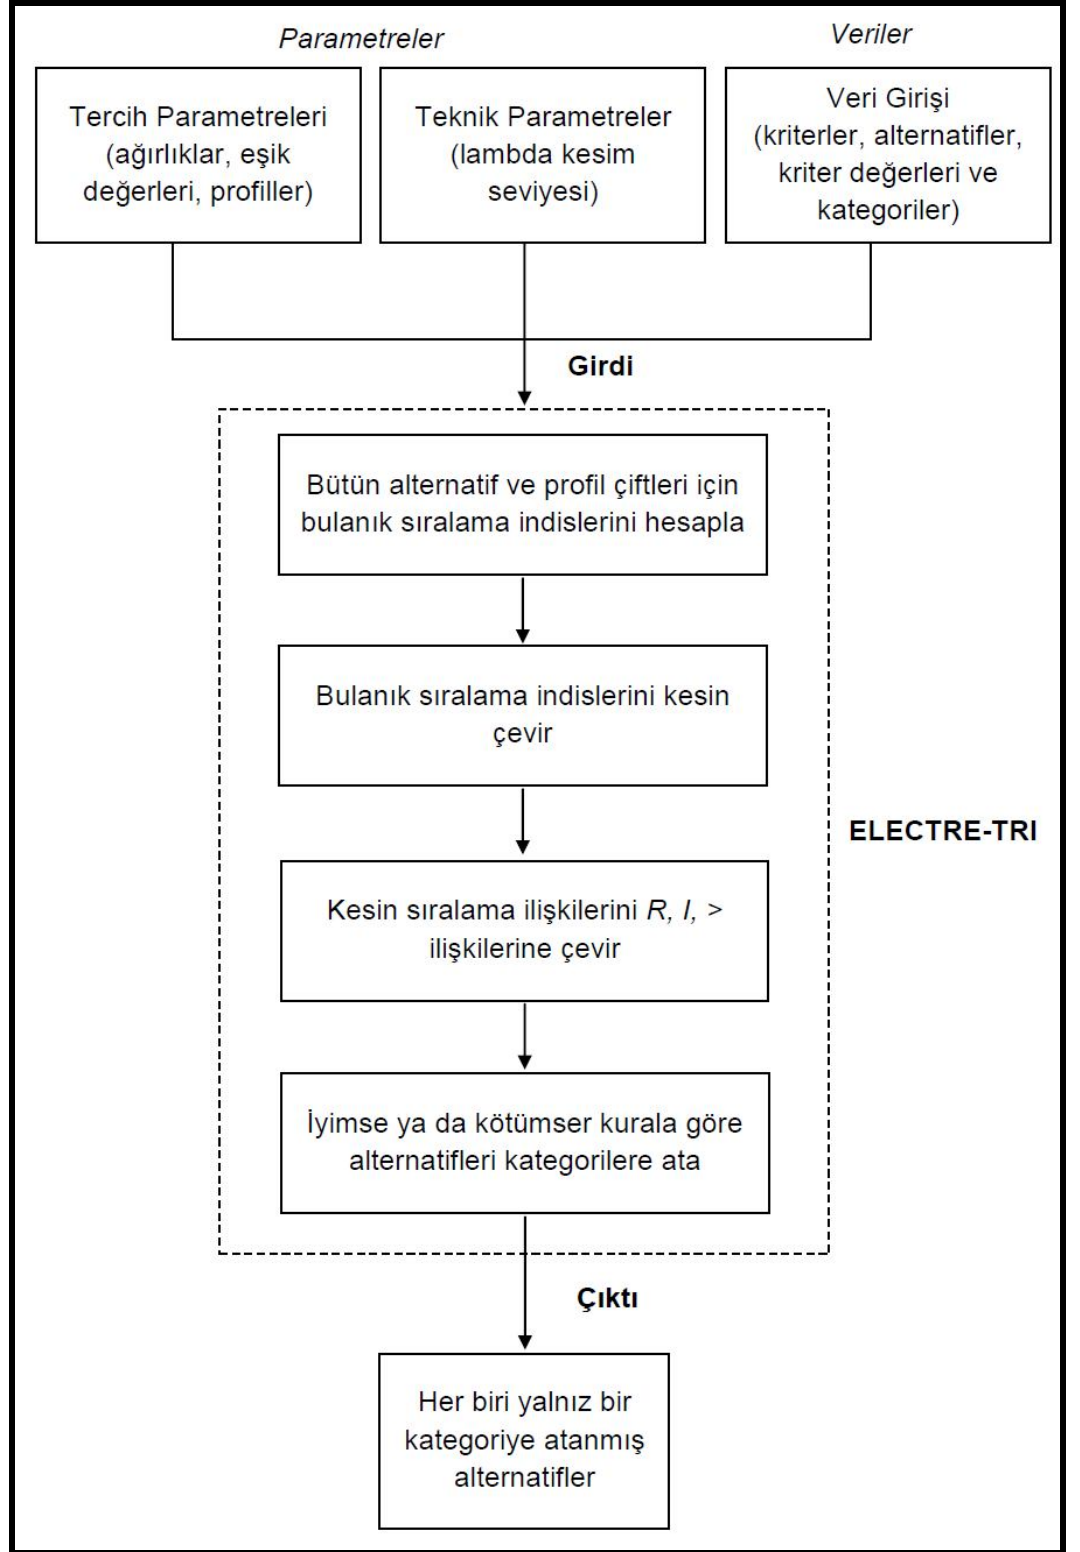 Parametreler
Veriler
Tercih Parametreleri
(ağırlıklar, eşik
değerleri, profiller)
Teknik Parametreler
(lambda kesim
seviyesi)
Veri Girişi
(kriterler, alternatifler,
kriter değerleri ve
kategoriler)
Girdi
Bütün alternatif ve profil çiftleri için
bulanık sıralama indislerini hesapla
Bulanık sıralama indislerini kesin
çevir
ELECTRE-TRI
Kesin sıralama ilişkilerini R, I, >
ilişkilerine çevir
İyimse ya da kötümser kurala göre
alternatifleri kategorilere ata
Çıktı
Her biri yalnız bir
kategoriye atanmış
alternatifler